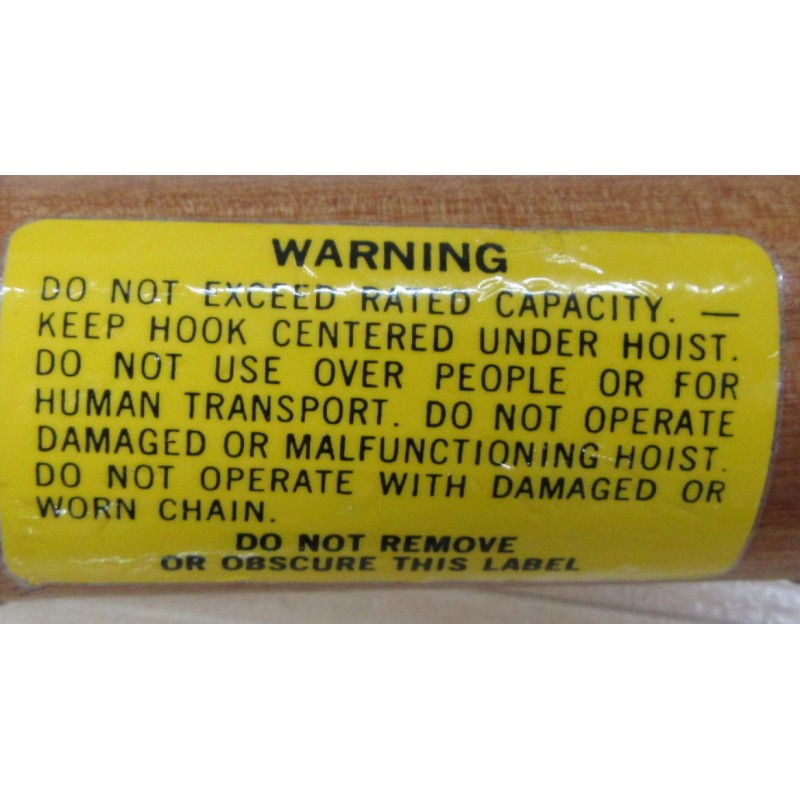 WARNING
DO NOT EXCEED RATED CAPACITY. —
KEEP HOOK CENTERED UNDER HOIST.
DO NOT USE OVER PEOPLE OR FOR
HUMAN TRANSPORT. DO NOT OPERATE
DAMAGED OR MALFUNCTIONING HOIST.
DO NOT OPERATE WITH DAMAGED OR
WORN CHAIN.
DO NOT REMOVE
OR OBSCURE THIS LABEL